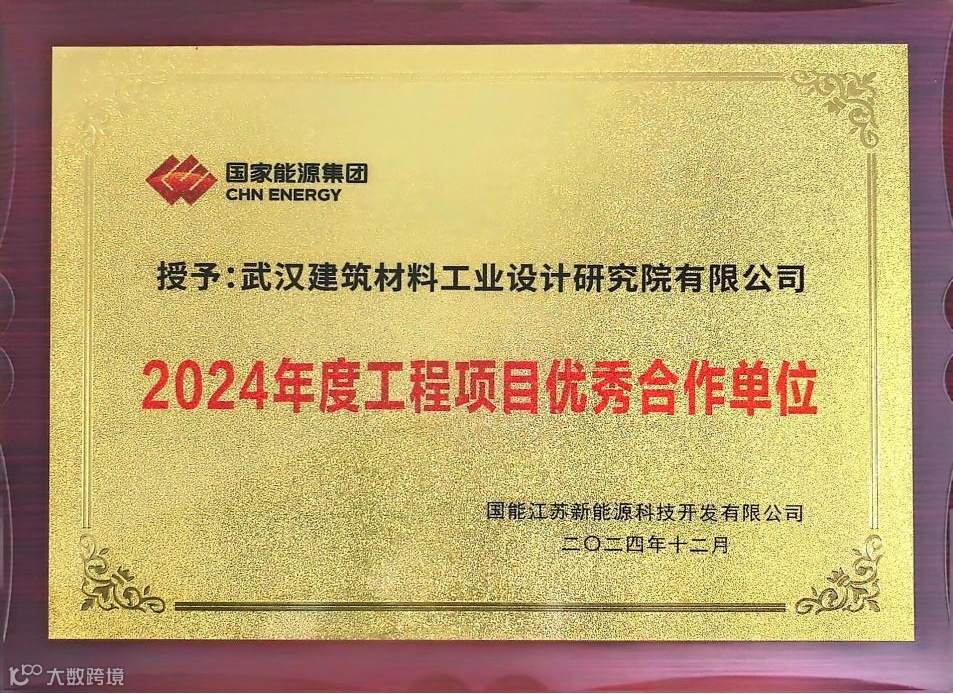 国家能源集团
CHN ENERGY
授予:武汉建筑材料工业设计研究院有限公司
2024年度工程项目优秀合作单位
国能江苏新能源科技开发有限公司
二〇二四年十二月
大数跨境